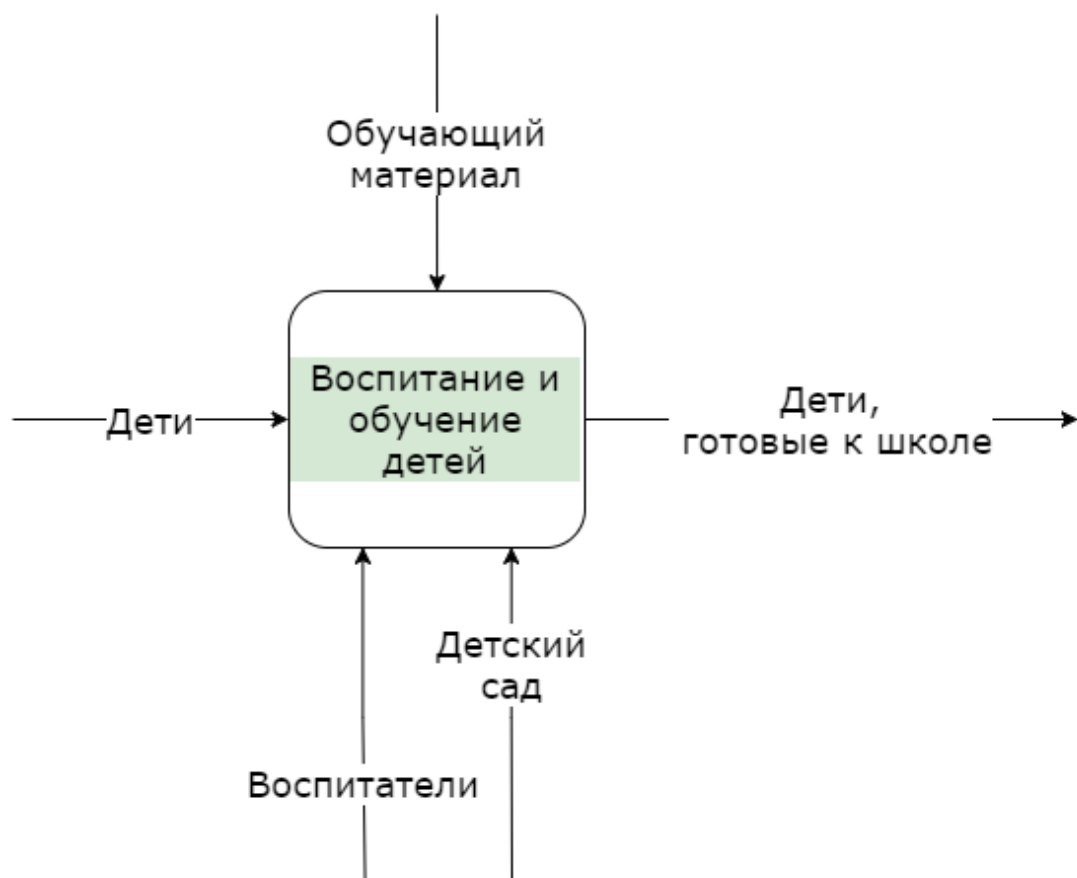 Обучающий
материал
Воспитание и
обучение
детей
Дети
Дети,
готовые к школе
Детский
сад
Воспитатели